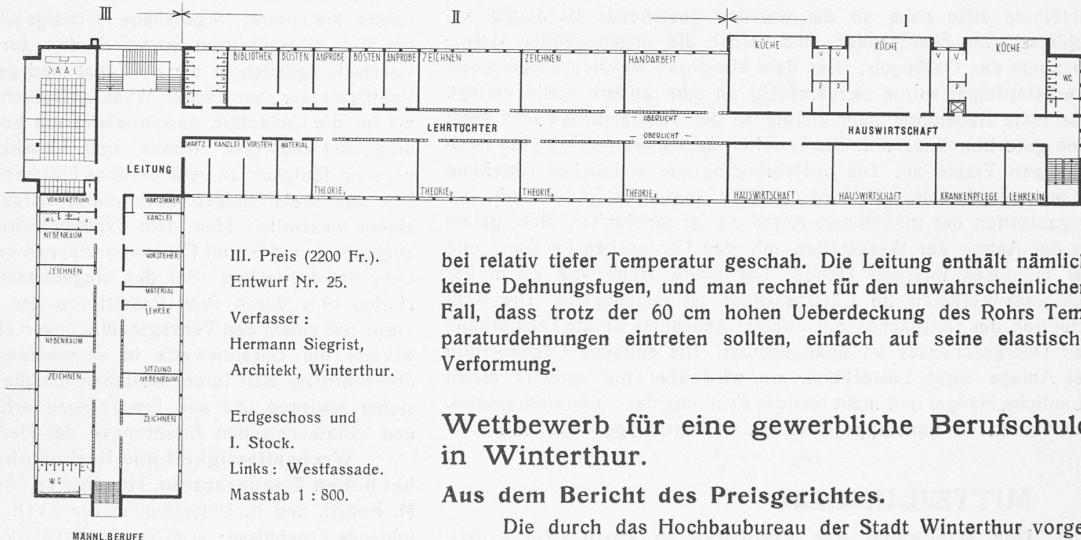 III
II
I
SAAL
BIBLIOTHEK
BÜSTEN
ANPROBE
BÜSTEN
ANPROBE
ZEICHNEN
ZEICHNEN
HANDARBEIT
KÜCHE
KÜCHE
KÜCHE
WC
OBERLICHT
LEHRTÖCHTER
HAUSWIRTSCHAFT
OBERLICHT
WARTZ.
KANZLEI
VORSTEH.
MATERIAL
LEITUNG
THEORIE
THEORIE
THEORIE
THEORIE
HAUSWIRTSCHAFT
HAUSWIRTSCHAFT
KRANKENPFLEGE
LEHRERIN
VORBEREITUNG
WARTZIMMER
W.C.
KANZLEI
NEBENRAUM
VORSTEHER
ZEICHNEN
MATERIAL
LEHRER
NEBENRAUM
SITZUNG
ZEICHNEN
NEBENRAUM
ZEICHNEN
W.C.
MÄNNL. BERUFE
III. Preis (2200 Fr.).
Entwurf Nr. 25.
Verfasser:
Hermann Siegrist,
Architekt, Winterthur.
Erdgeschoss.
I. Stock.
Links: Westfassade.
Masstab 1 : 800.
bei relativ tiefer Temperatur geschah. Die Leitung enthält nämlich
keine Dehnungsfugen, und man rechnet für den unwahrscheinlichen
Fall, dass trotz der 60 cm hohen Ueberdeckung des Rohrs Tem-
paraturdehnungen eintreten sollten, einfach auf seine elastische
Verformung.
Wettbewerb für eine gewerbliche Berufschule
in Winterthur.
Aus dem Bericht des Preisgerichtes.
Die durch das Hochbaubureau der Stadt Winterthur vorge-